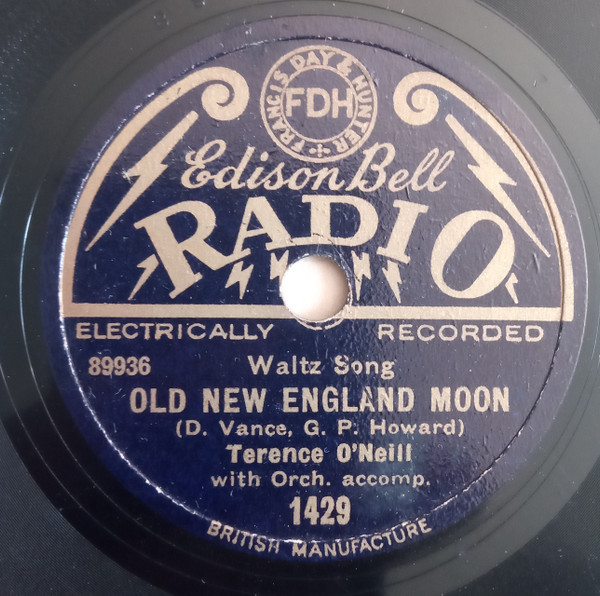 FRANCIS DAY & HUNTER
FDH
Edison Bell
RADIO
ELECTRICALLY RECORDED
89936 Waltz Song
OLD NEW ENGLAND MOON
(D. Vance, G. P. Howard)
Terence O'Neill
with Orch. accomp.
1429
BRITISH MANUFACTURE